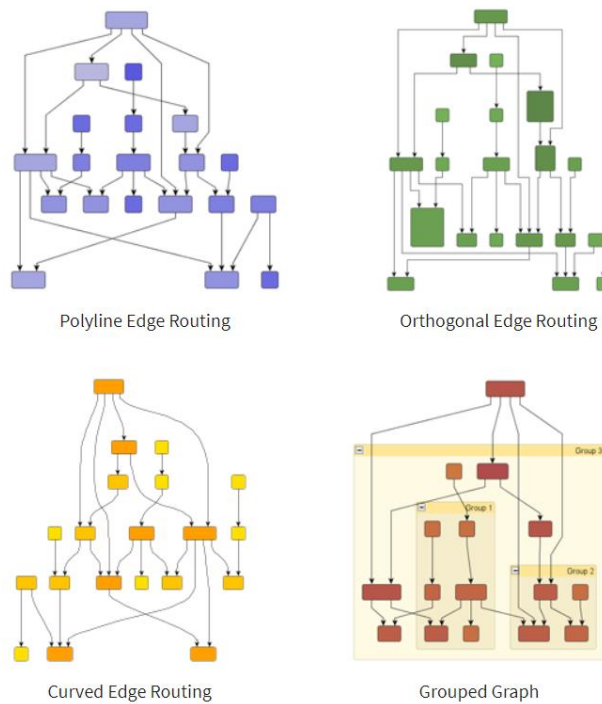 Polyline Edge Routing
Orthogonal Edge Routing
Group 3
Group 1
Group 2
Curved Edge Routing
Grouped Graph